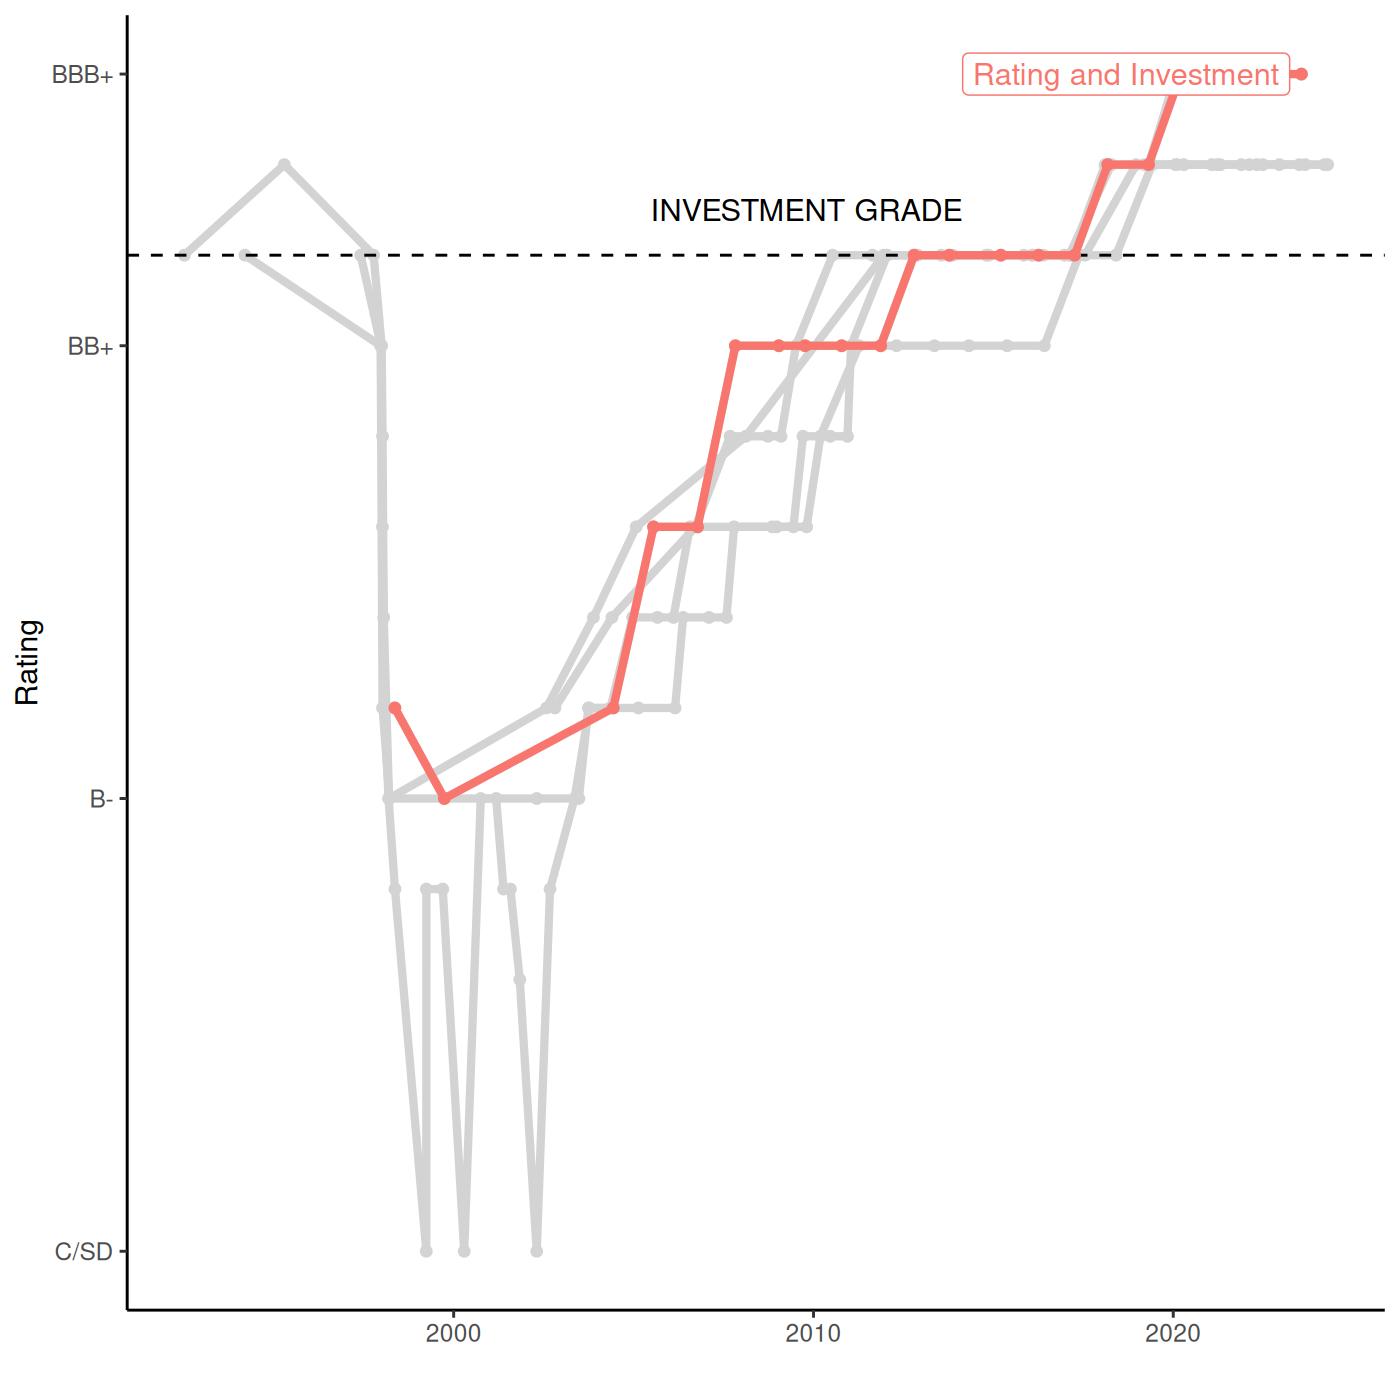 BBB+
Rating and Investment
INVESTMENT GRADE
BB+
Rating
B-
C/SD
2000
2010
2020